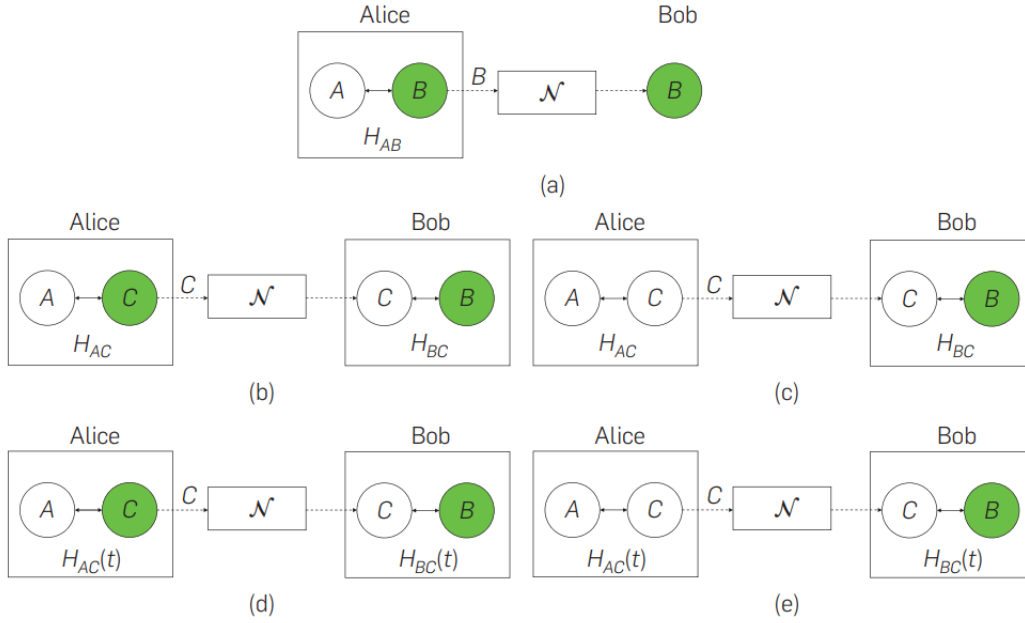 Alice Bob
A B B 𝒩 B
H_AB
(a)
Alice Bob Alice Bob
A C C 𝒩 C B A C C 𝒩 C B
H_AC H_BC H_AC H_BC
(b) (c)
Alice Bob Alice Bob
A C C 𝒩 C B A C C 𝒩 C B
H_AC(t) H_BC(t) H_AC(t) H_BC(t)
(d) (e)